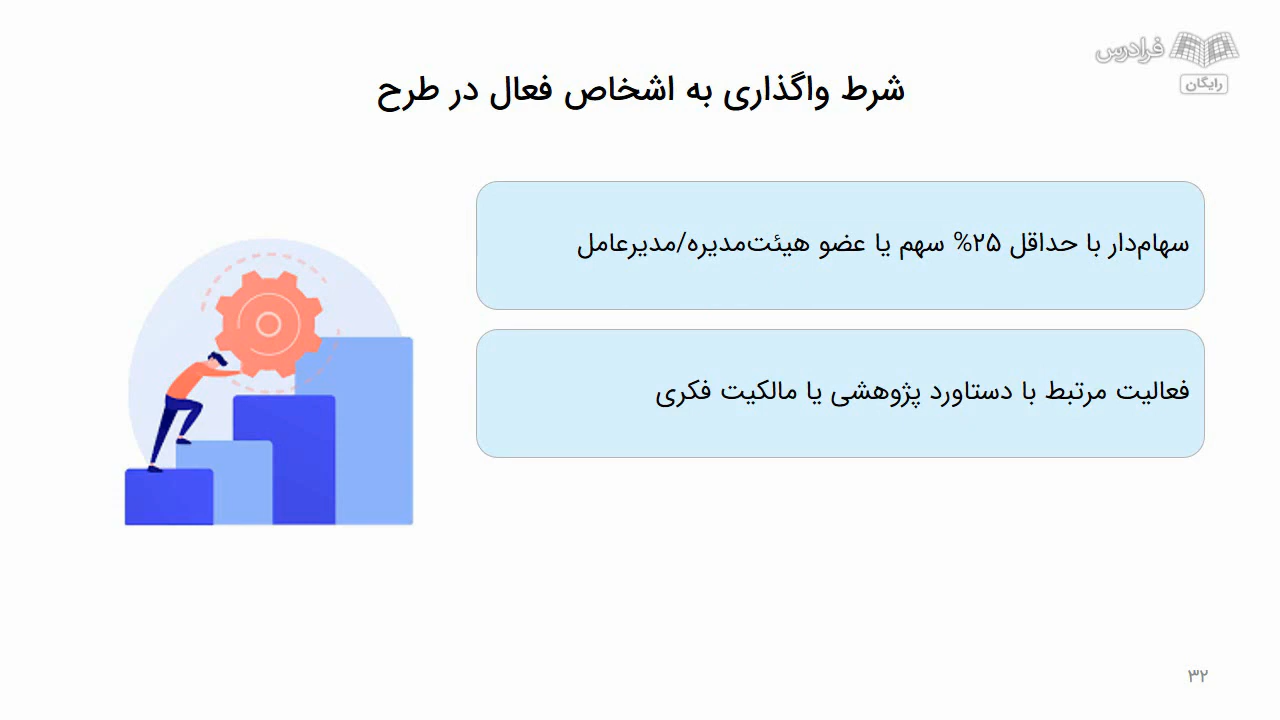 فرادرس
رایگان
شرط واگذاری به اشخاص فعال در طرح
سهام‌دار با حداقل ۲۵% سهم یا عضو هیئت‌مدیره/مدیرعامل
فعالیت مرتبط با دستاورد پژوهشی یا مالکیت فکری
۳۲